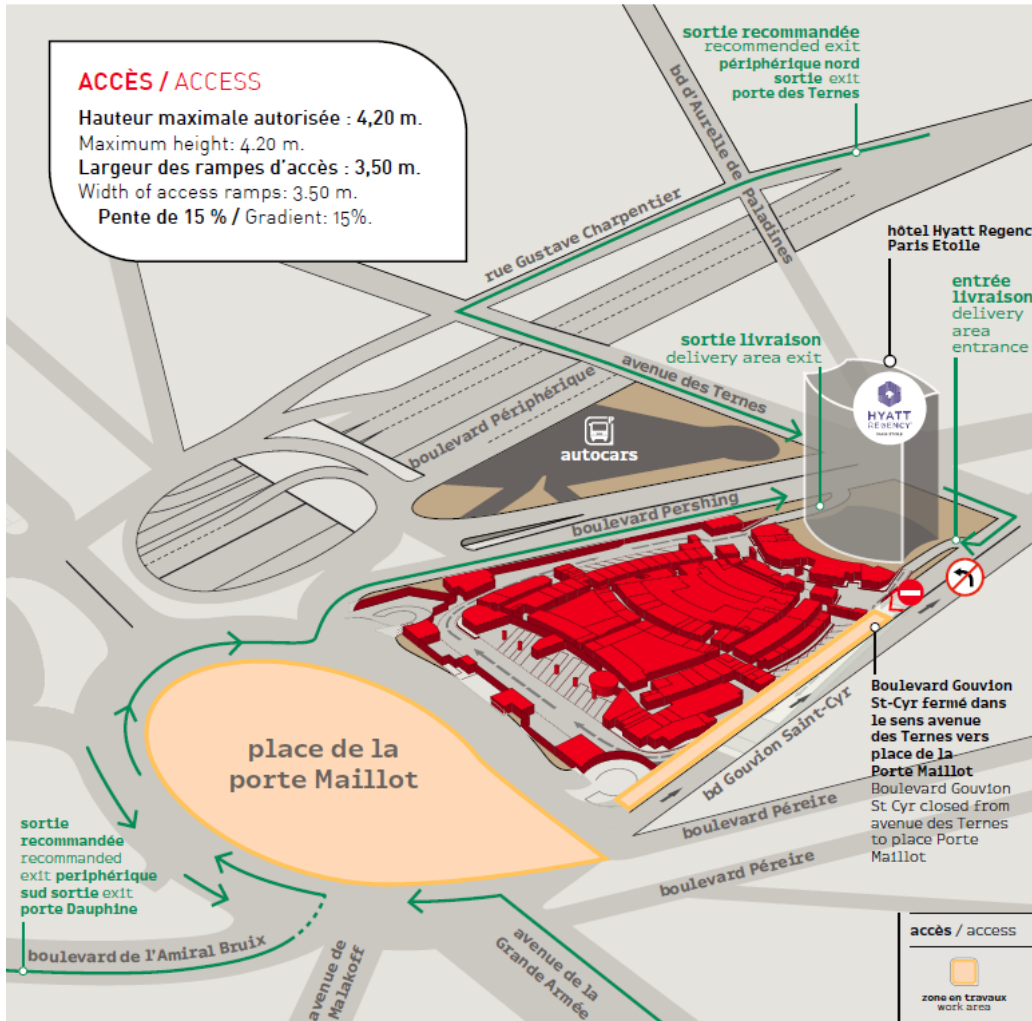 ACCÈS / ACCESS
Hauteur maximale autorisée : 4,20 m.
Maximum height: 4.20 m.
Largeur des rampes d'accès : 3,50 m.
Width of access ramps: 3.50 m.
Pente de 15 % / Gradient: 15%.
sortie recommandée
recommended exit
périphérique nord
sortie exit
porte des Ternes
bd d'Aurelle de Paladines
rue Gustave Charpentier
hôtel Hyatt Regenc
Paris Etoile
entrée
livraison
delivery
area
entrance
sortie livraison
delivery area exit
avenue des Ternes
boulevard Périphérique
HYATT
REGENCY
PARIS ETOILE
autocars
boulevard Pershing
place de la
porte Maillot
bd Gouvion Saint-Cyr
Boulevard Gouvion
St-Cyr fermé dans
le sens avenue
des Ternes vers
place de la
Porte Maillot
Boulevard Gouvion
St Cyr closed from
avenue des Ternes
to place Porte
Maillot
boulevard Péreire
boulevard Péreire
sortie
recommandée
recommanded
exit periphérique
sud sortie exit
porte Dauphine
boulevard de l'Amiral Bruix
avenue de
Malakoff
avenue de la
Grande Armée
accès / access
zone en travaux
work area